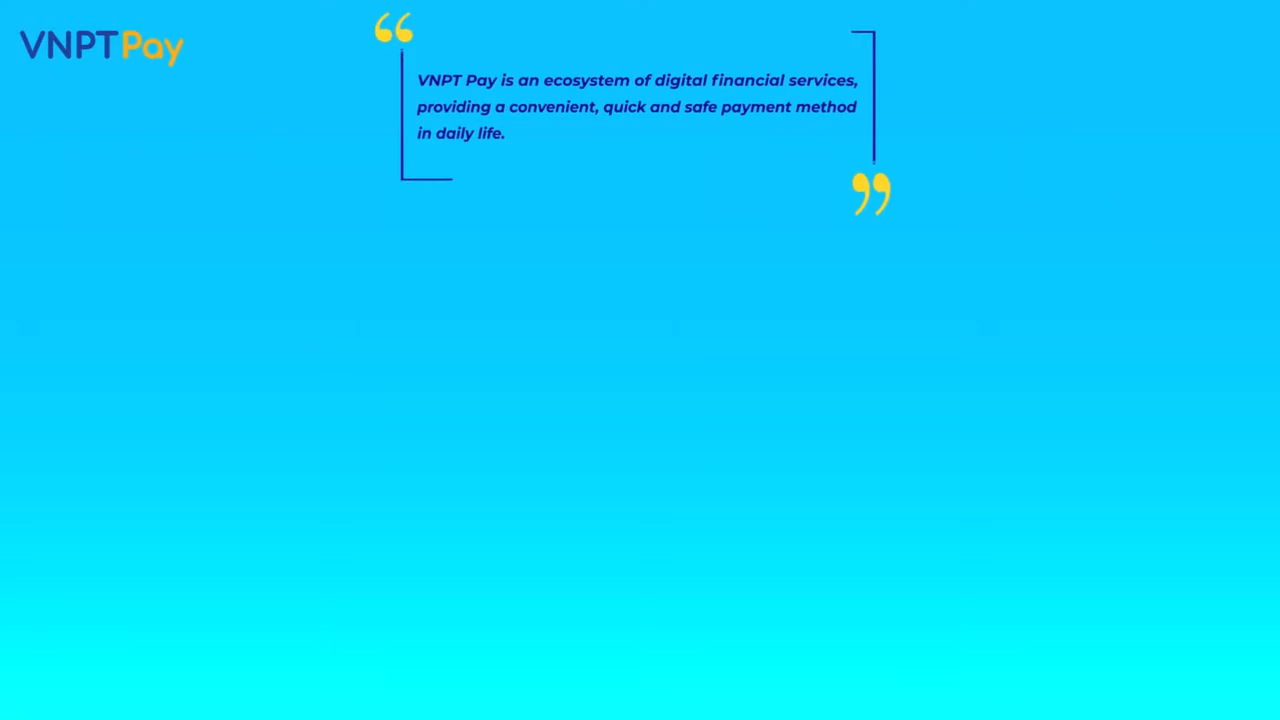 VNPT Pay
“
VNPT Pay is an ecosystem of digital financial services,
providing a convenient, quick and safe payment method
in daily life.
”